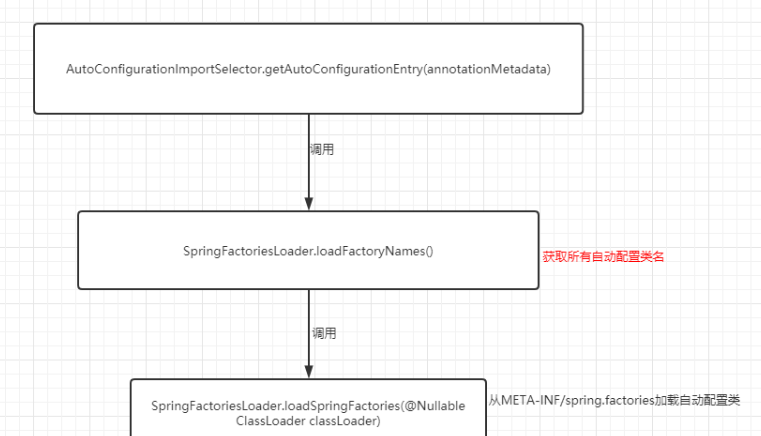 AutoConfigurationImportSelector.getAutoConfigurationEntry(annotationMetadata)
调用
SpringFactoriesLoader.loadFactoryNames()
获取所有自动配置类名
调用
SpringFactoriesLoader.loadSpringFactories(@Nullable
ClassLoader classLoader)
从META-INF/spring.factories加载自动配置类